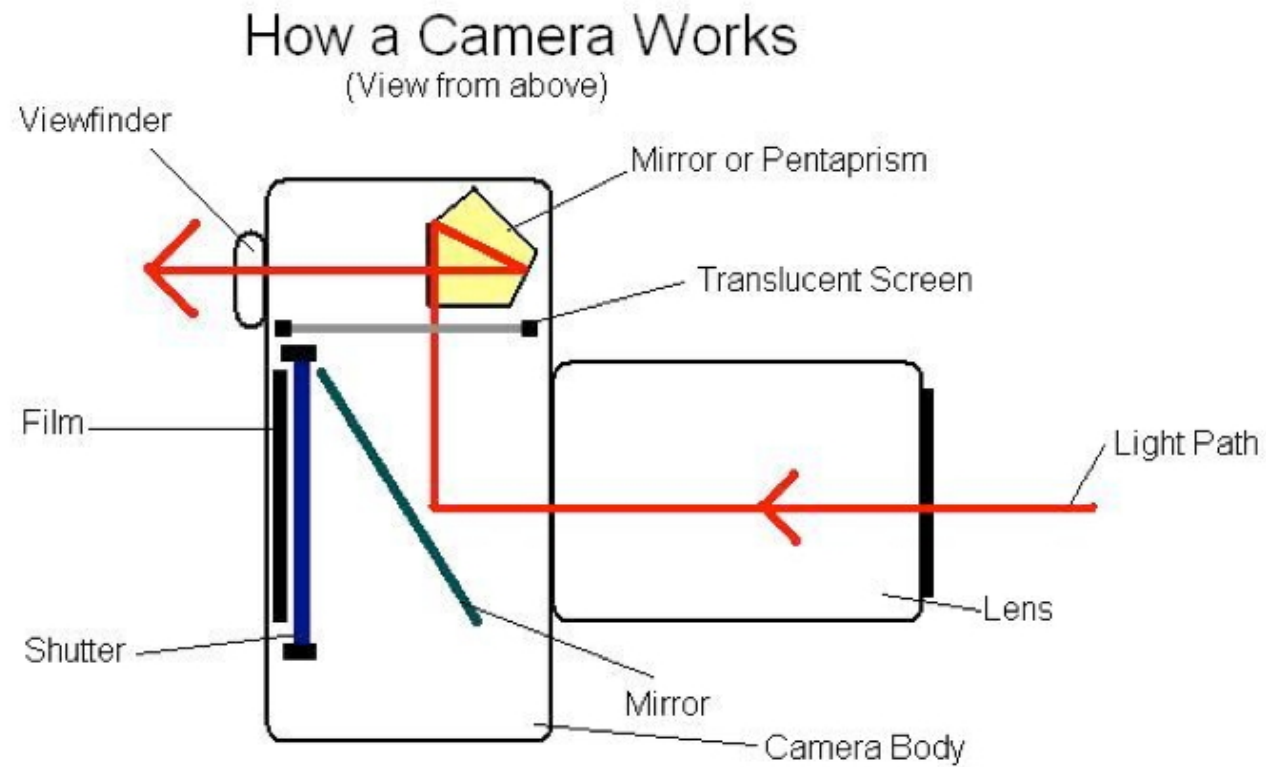 How a Camera Works
(View from above)
Viewfinder
Mirror or Pentaprism
Translucent Screen
Film
Light Path
Lens
Shutter
Mirror
Camera Body